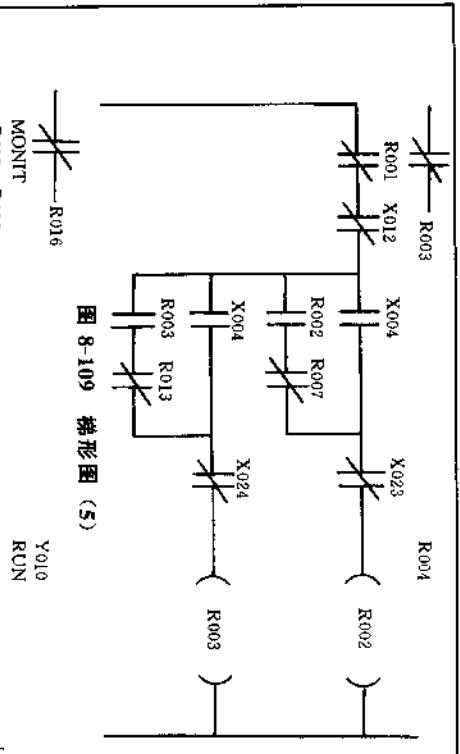 R003
R004
R001
X012
X004
X023
R002
R002
R007
X004
X024
R003
R003
R013
图 8-109 梯形图 (5)
R016
Y010
MONIT
RUN